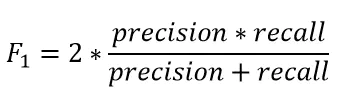 F₁ = 2 * precision * recall / precision + recall